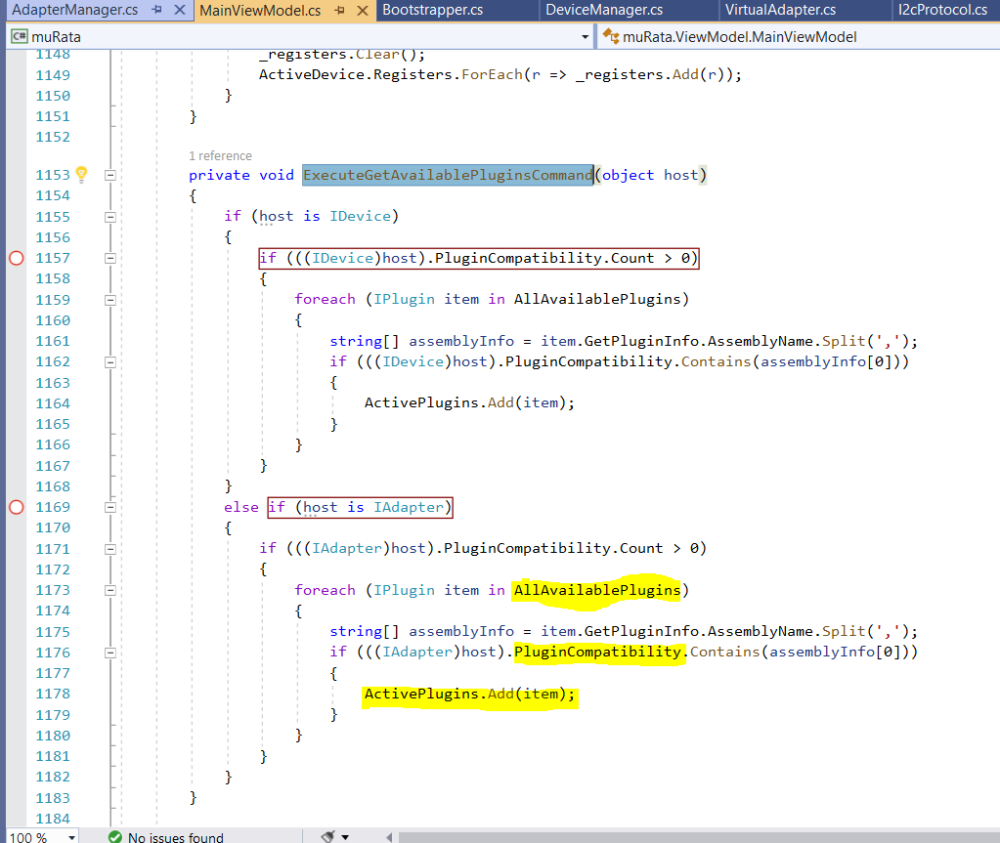 AdapterManager.cs MainViewModel.cs Bootstrapper.cs DeviceManager.cs VirtualAdapter.cs I2cProtocol.cs
C# muRata muRata.ViewModel.MainViewModel
1148 _registers.Clear();
1149 ActiveDevice.Registers.ForEach(r => _registers.Add(r));
1150 }
1151 }
1152
1 reference
1153 private void ExecuteGetAvailablePluginsCommand(object host)
1154 {
1155 if (host is IDevice)
1156 {
1157 if (((IDevice)host).PluginCompatibility.Count > 0)
1158 {
1159 foreach (IPlugin item in AllAvailablePlugins)
1160 {
1161 string[] assemblyInfo = item.GetPluginInfo.AssemblyName.Split(',');
1162 if (((IDevice)host).PluginCompatibility.Contains(assemblyInfo[0]))
1163 {
1164 ActivePlugins.Add(item);
1165 }
1166 }
1167 }
1168 }
1169 else if (host is IAdapter)
1170 {
1171 if (((IAdapter)host).PluginCompatibility.Count > 0)
1172 {
1173 foreach (IPlugin item in AllAvailablePlugins)
1174 {
1175 string[] assemblyInfo = item.GetPluginInfo.AssemblyName.Split(',');
1176 if (((IAdapter)host).PluginCompatibility.Contains(assemblyInfo[0]))
1177 {
1178 ActivePlugins.Add(item);
1179 }
1180 }
1181 }
1182 }
1183 }
1184
100 % No issues found